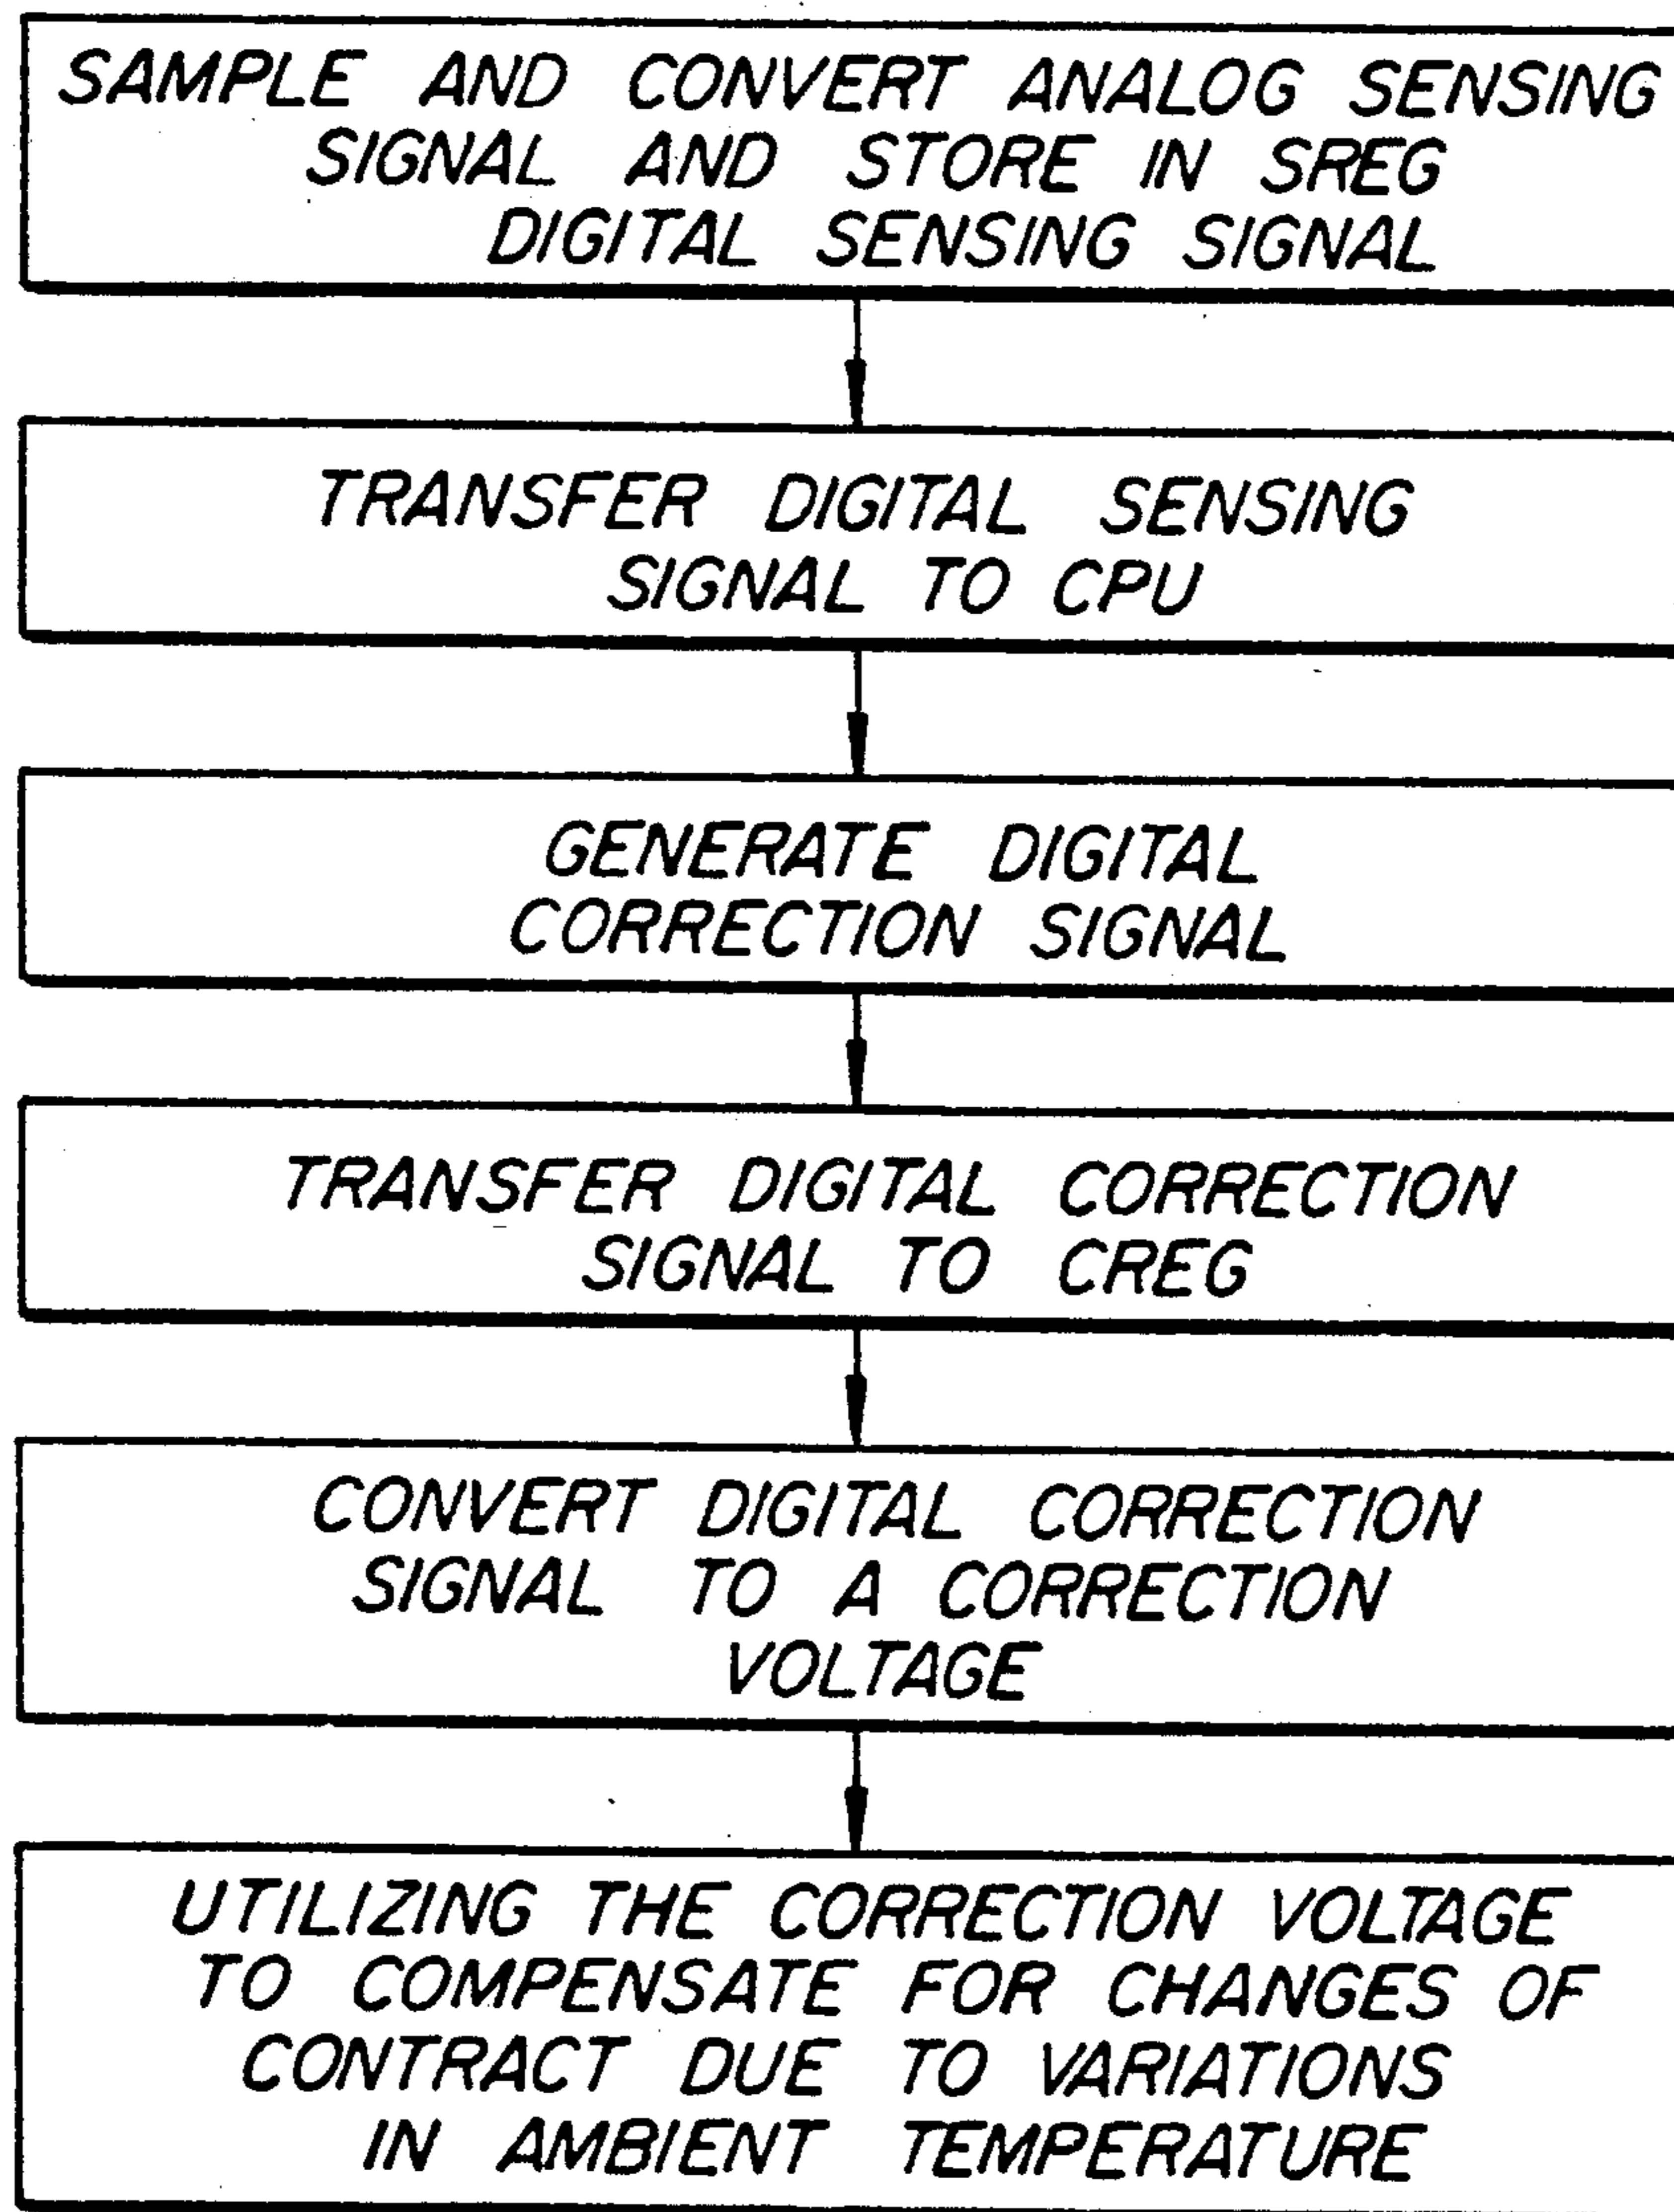 SAMPLE AND CONVERT ANALOG SENSING
SIGNAL AND STORE IN SREG
DIGITAL SENSING SIGNAL
TRANSFER DIGITAL SENSING
SIGNAL TO CPU
GENERATE DIGITAL
CORRECTION SIGNAL
TRANSFER DIGITAL CORRECTION
SIGNAL TO CREG
CONVERT DIGITAL CORRECTION
SIGNAL TO A CORRECTION
VOLTAGE
UTILIZING THE CORRECTION VOLTAGE
TO COMPENSATE FOR CHANGES OF
CONTRACT DUE TO VARIATIONS
IN AMBIENT TEMPERATURE